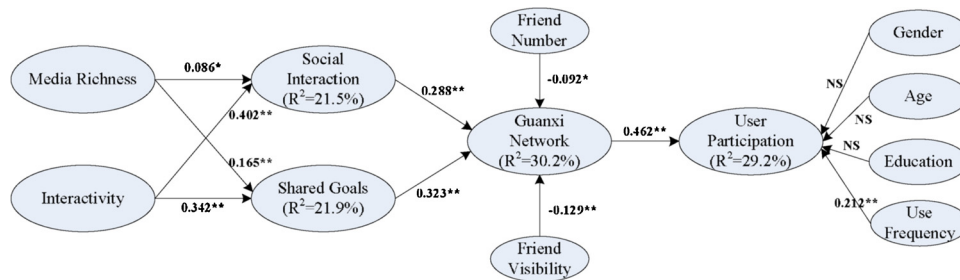 Media Richness
Interactivity
0.086*
0.402**
0.165**
0.342**
Social
Interaction
(R²=21.5%)
Shared Goals
(R²=21.9%)
0.288**
0.323**
Friend
Number
-0.092*
Guanxi
Network
(R²=30.2%)
-0.129**
Friend
Visibility
0.462**
User
Participation
(R²=29.2%)
NS
NS
NS
0.212**
Gender
Age
Education
Use
Frequency